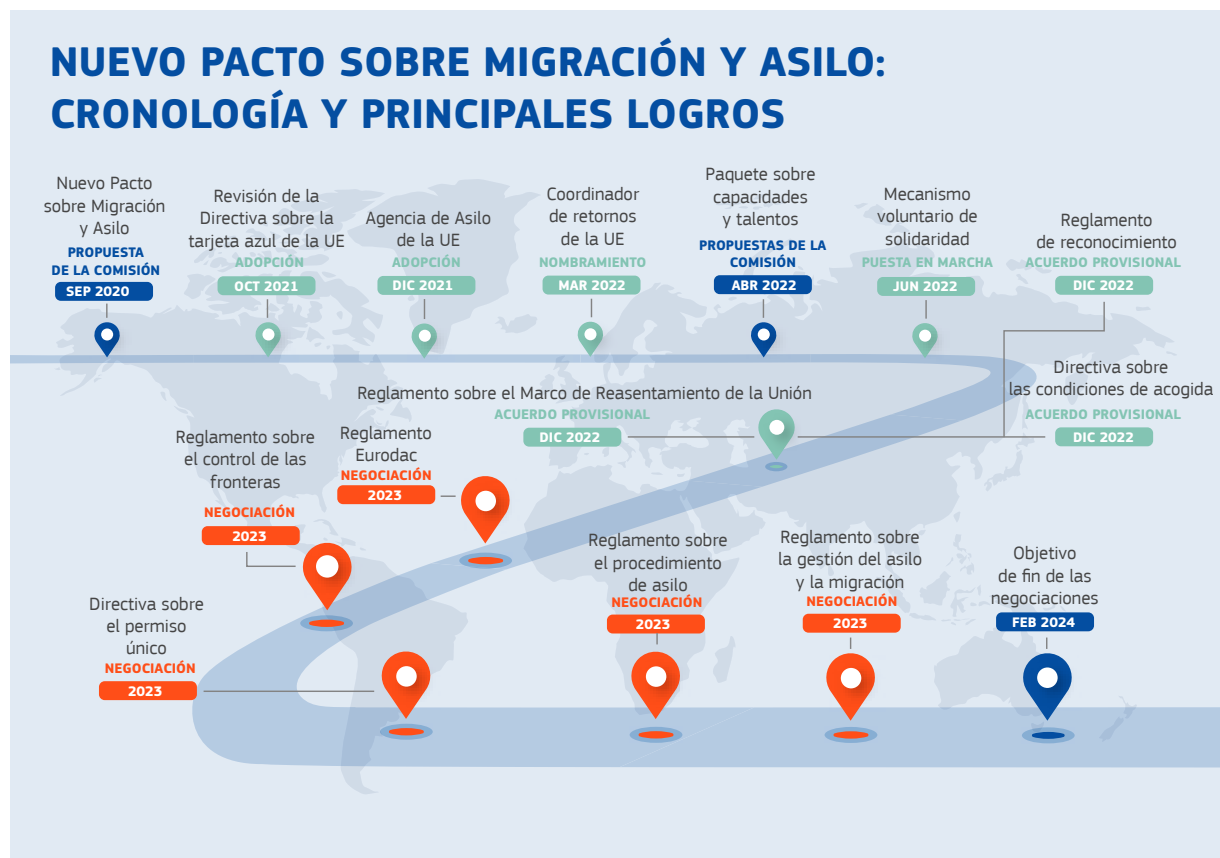 NUEVO PACTO SOBRE MIGRACIÓN Y ASILO:
CRONOLOGÍA Y PRINCIPALES LOGROS
Nuevo Pacto
sobre Migración
y Asilo
PROPUESTA
DE LA COMISIÓN
SEP 2020
Revisión de la
Directiva sobre la
tarjeta azul de la UE
ADOPCIÓN
OCT 2021
Agencia de Asilo
de la UE
ADOPCIÓN
DIC 2021
Coordinador
de retornos
de la UE
NOMBRAMIENTO
MAR 2022
Paquete sobre
capacidades
y talentos
PROPUESTAS DE LA
COMISIÓN
ABR 2022
Mecanismo
voluntario de
solidaridad
PUESTA EN MARCHA
JUN 2022
Reglamento
de reconocimiento
ACUERDO PROVISIONAL
DIC 2022
Directiva sobre
las condiciones de acogida
ACUERDO PROVISIONAL
DIC 2022
Reglamento sobre el Marco de Reasentamiento de la Unión
ACUERDO PROVISIONAL
DIC 2022
Reglamento
Eurodac
NEGOCIACIÓN
2023
Reglamento sobre
el control de las
fronteras
NEGOCIACIÓN
2023
Directiva sobre
el permiso
único
NEGOCIACIÓN
2023
Reglamento sobre
el procedimiento
de asilo
NEGOCIACIÓN
2023
Reglamento sobre
la gestión del asilo
y la migración
NEGOCIACIÓN
2023
Objetivo
de fin de las
negociaciones
FEB 2024